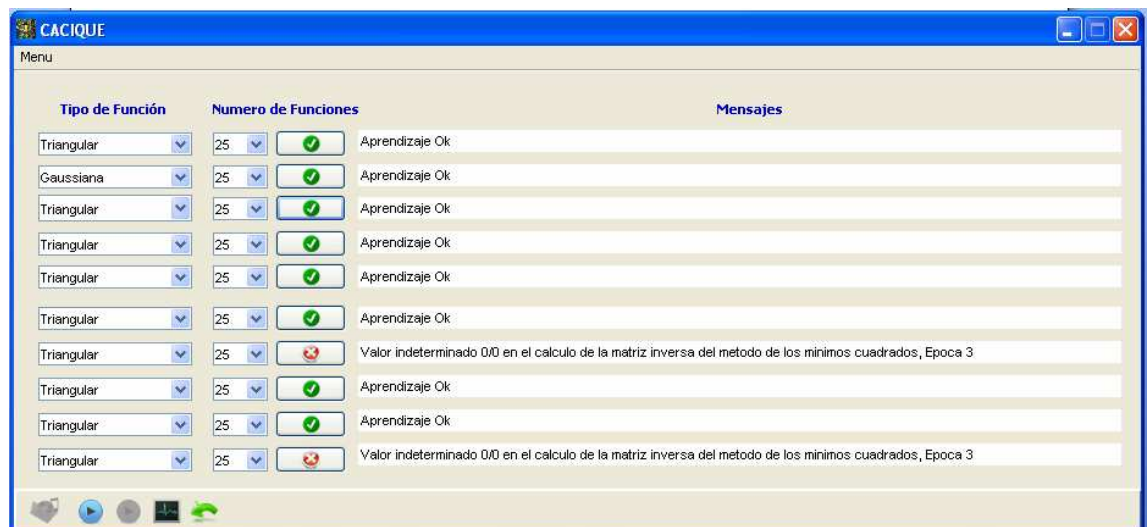 CACIQUE
Menu
Tipo de Función Numero de Funciones Mensajes
Triangular 25 Aprendizaje Ok
Gaussiana 25 Aprendizaje Ok
Triangular 25 Aprendizaje Ok
Triangular 25 Aprendizaje Ok
Triangular 25 Aprendizaje Ok
Triangular 25 Aprendizaje Ok
Triangular 25 Valor indeterminado 0/0 en el calculo de la matriz inversa del metodo de los minimos cuadrados, Epoca 3
Triangular 25 Aprendizaje Ok
Triangular 25 Aprendizaje Ok
Triangular 25 Valor indeterminado 0/0 en el calculo de la matriz inversa del metodo de los minimos cuadrados, Epoca 3